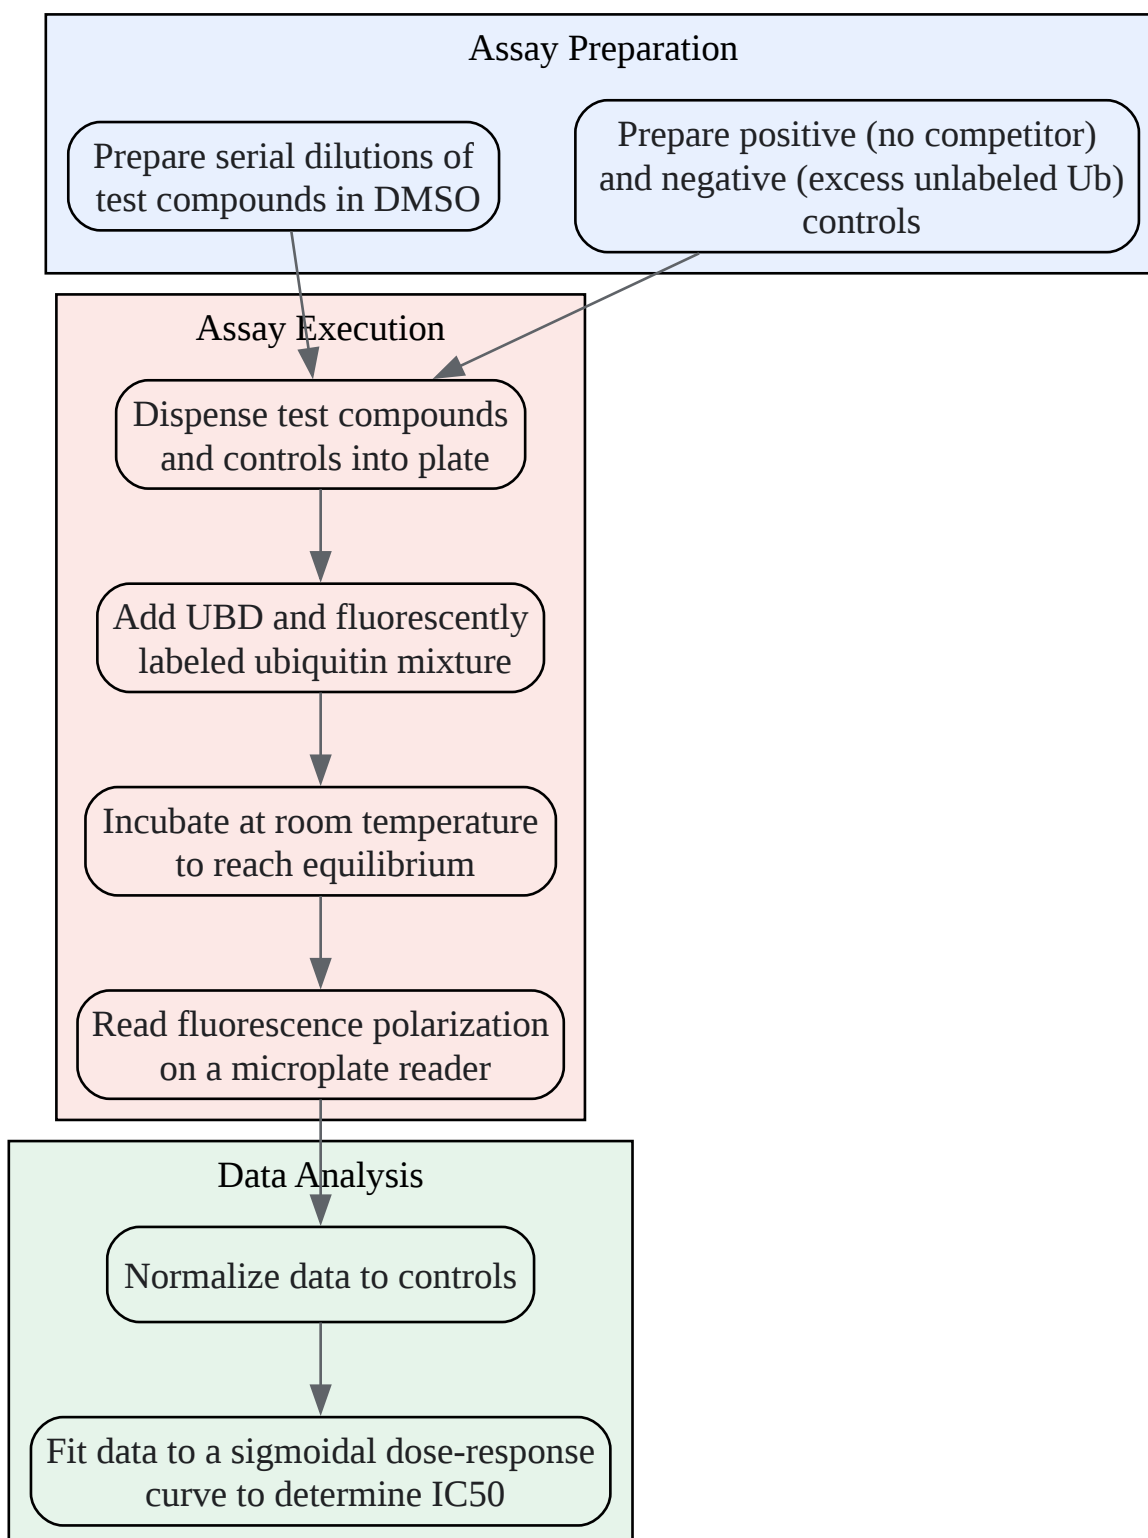 Assay Preparation
Prepare serial dilutions of
test compounds in DMSO
Prepare positive (no competitor)
and negative (excess unlabeled Ub)
controls
Assay Execution
Dispense test compounds
and controls into plate
Add UBD and fluorescently
labeled ubiquitin mixture
Incubate at room temperature
to reach equilibrium
Read fluorescence polarization
on a microplate reader
Data Analysis
Normalize data to controls
Fit data to a sigmoidal dose-response
curve to determine IC50